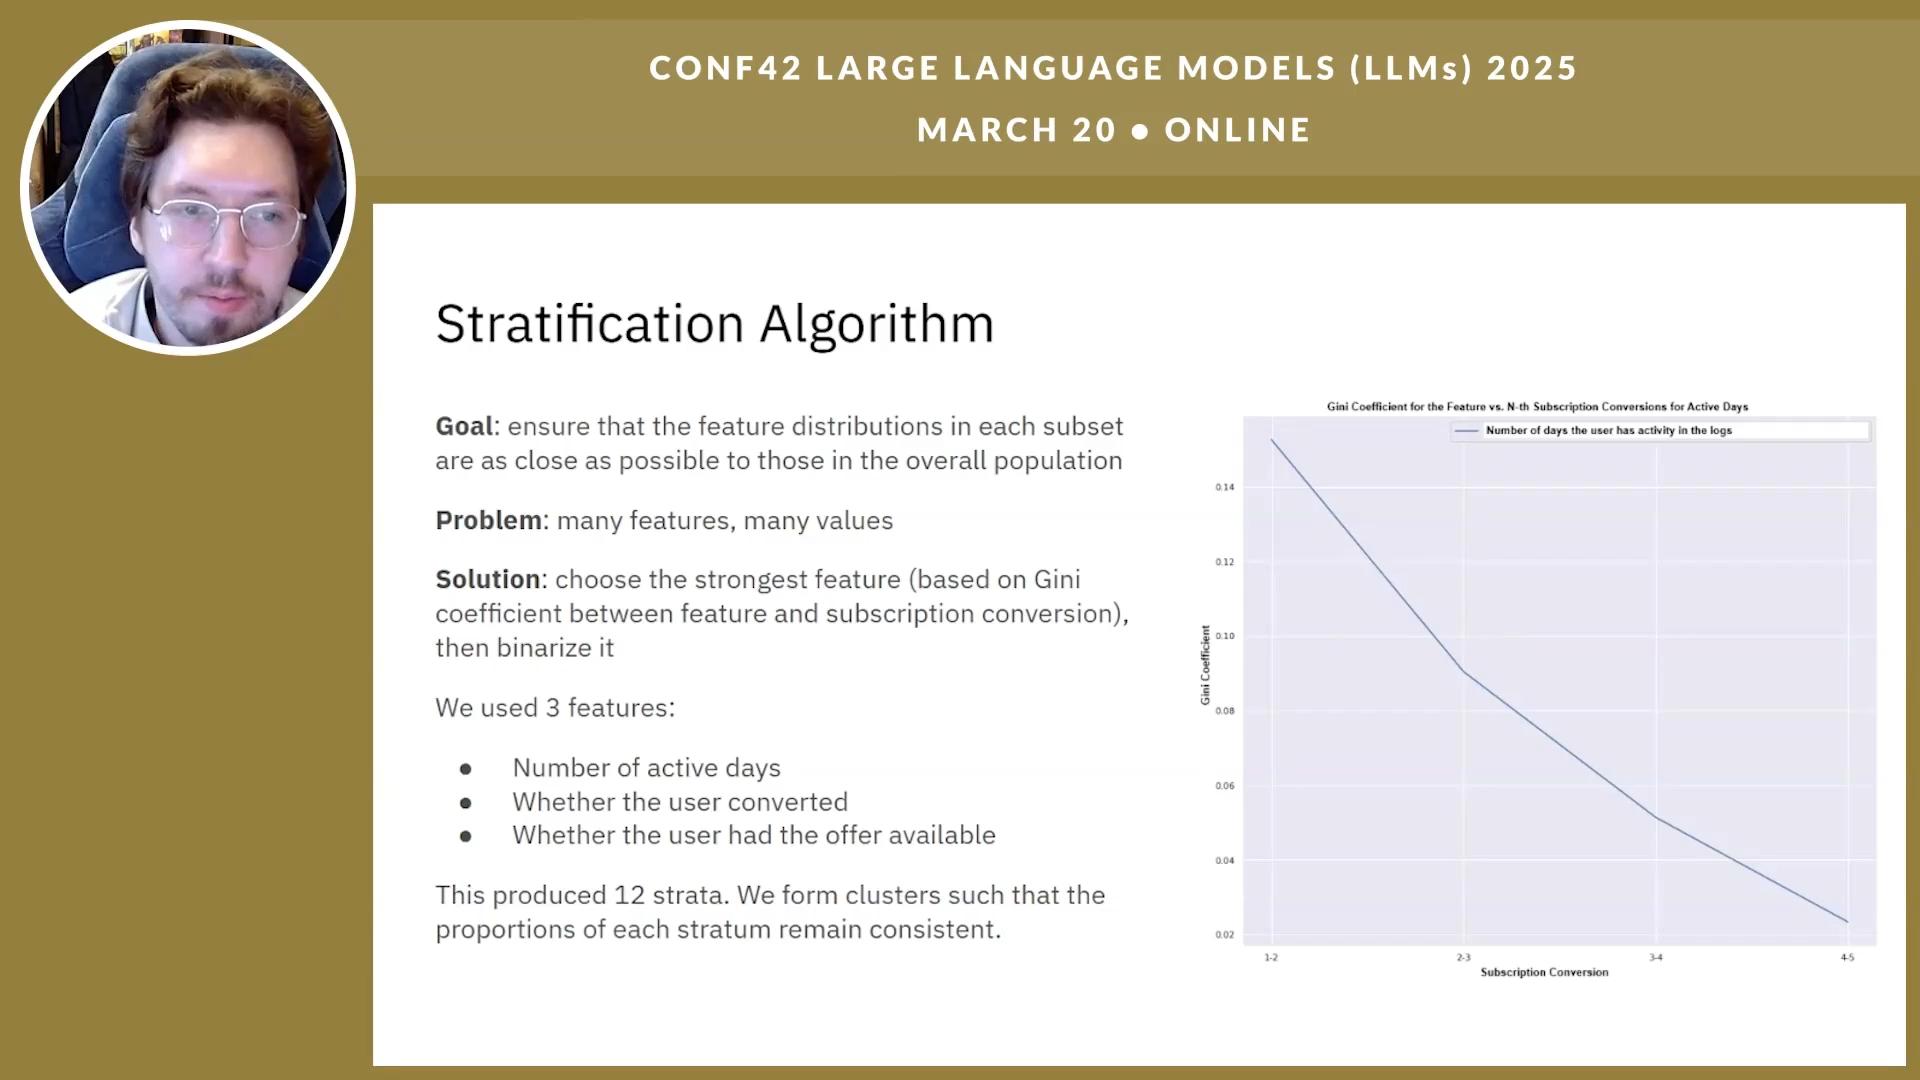 CONF42 LARGE LANGUAGE MODELS (LLMs) 2025
MARCH 20 ● ONLINE
Stratification Algorithm
Goal: ensure that the feature distributions in each subset
are as close as possible to those in the overall population
Problem: many features, many values
Solution: choose the strongest feature (based on Gini
coefficient between feature and subscription conversion),
then binarize it
We used 3 features:
● Number of active days
● Whether the user converted
● Whether the user had the offer available
This produced 12 strata. We form clusters such that the
proportions of each stratum remain consistent.
Gini Coefficient for the Feature vs. N-th Subscription Conversions for Active Days
Number of days the user has activity in the logs
0.14
0.12
0.10
0.08
0.06
0.04
0.02
Gini Coefficient
1-2
2-3
3-4
4-5
Subscription Conversion